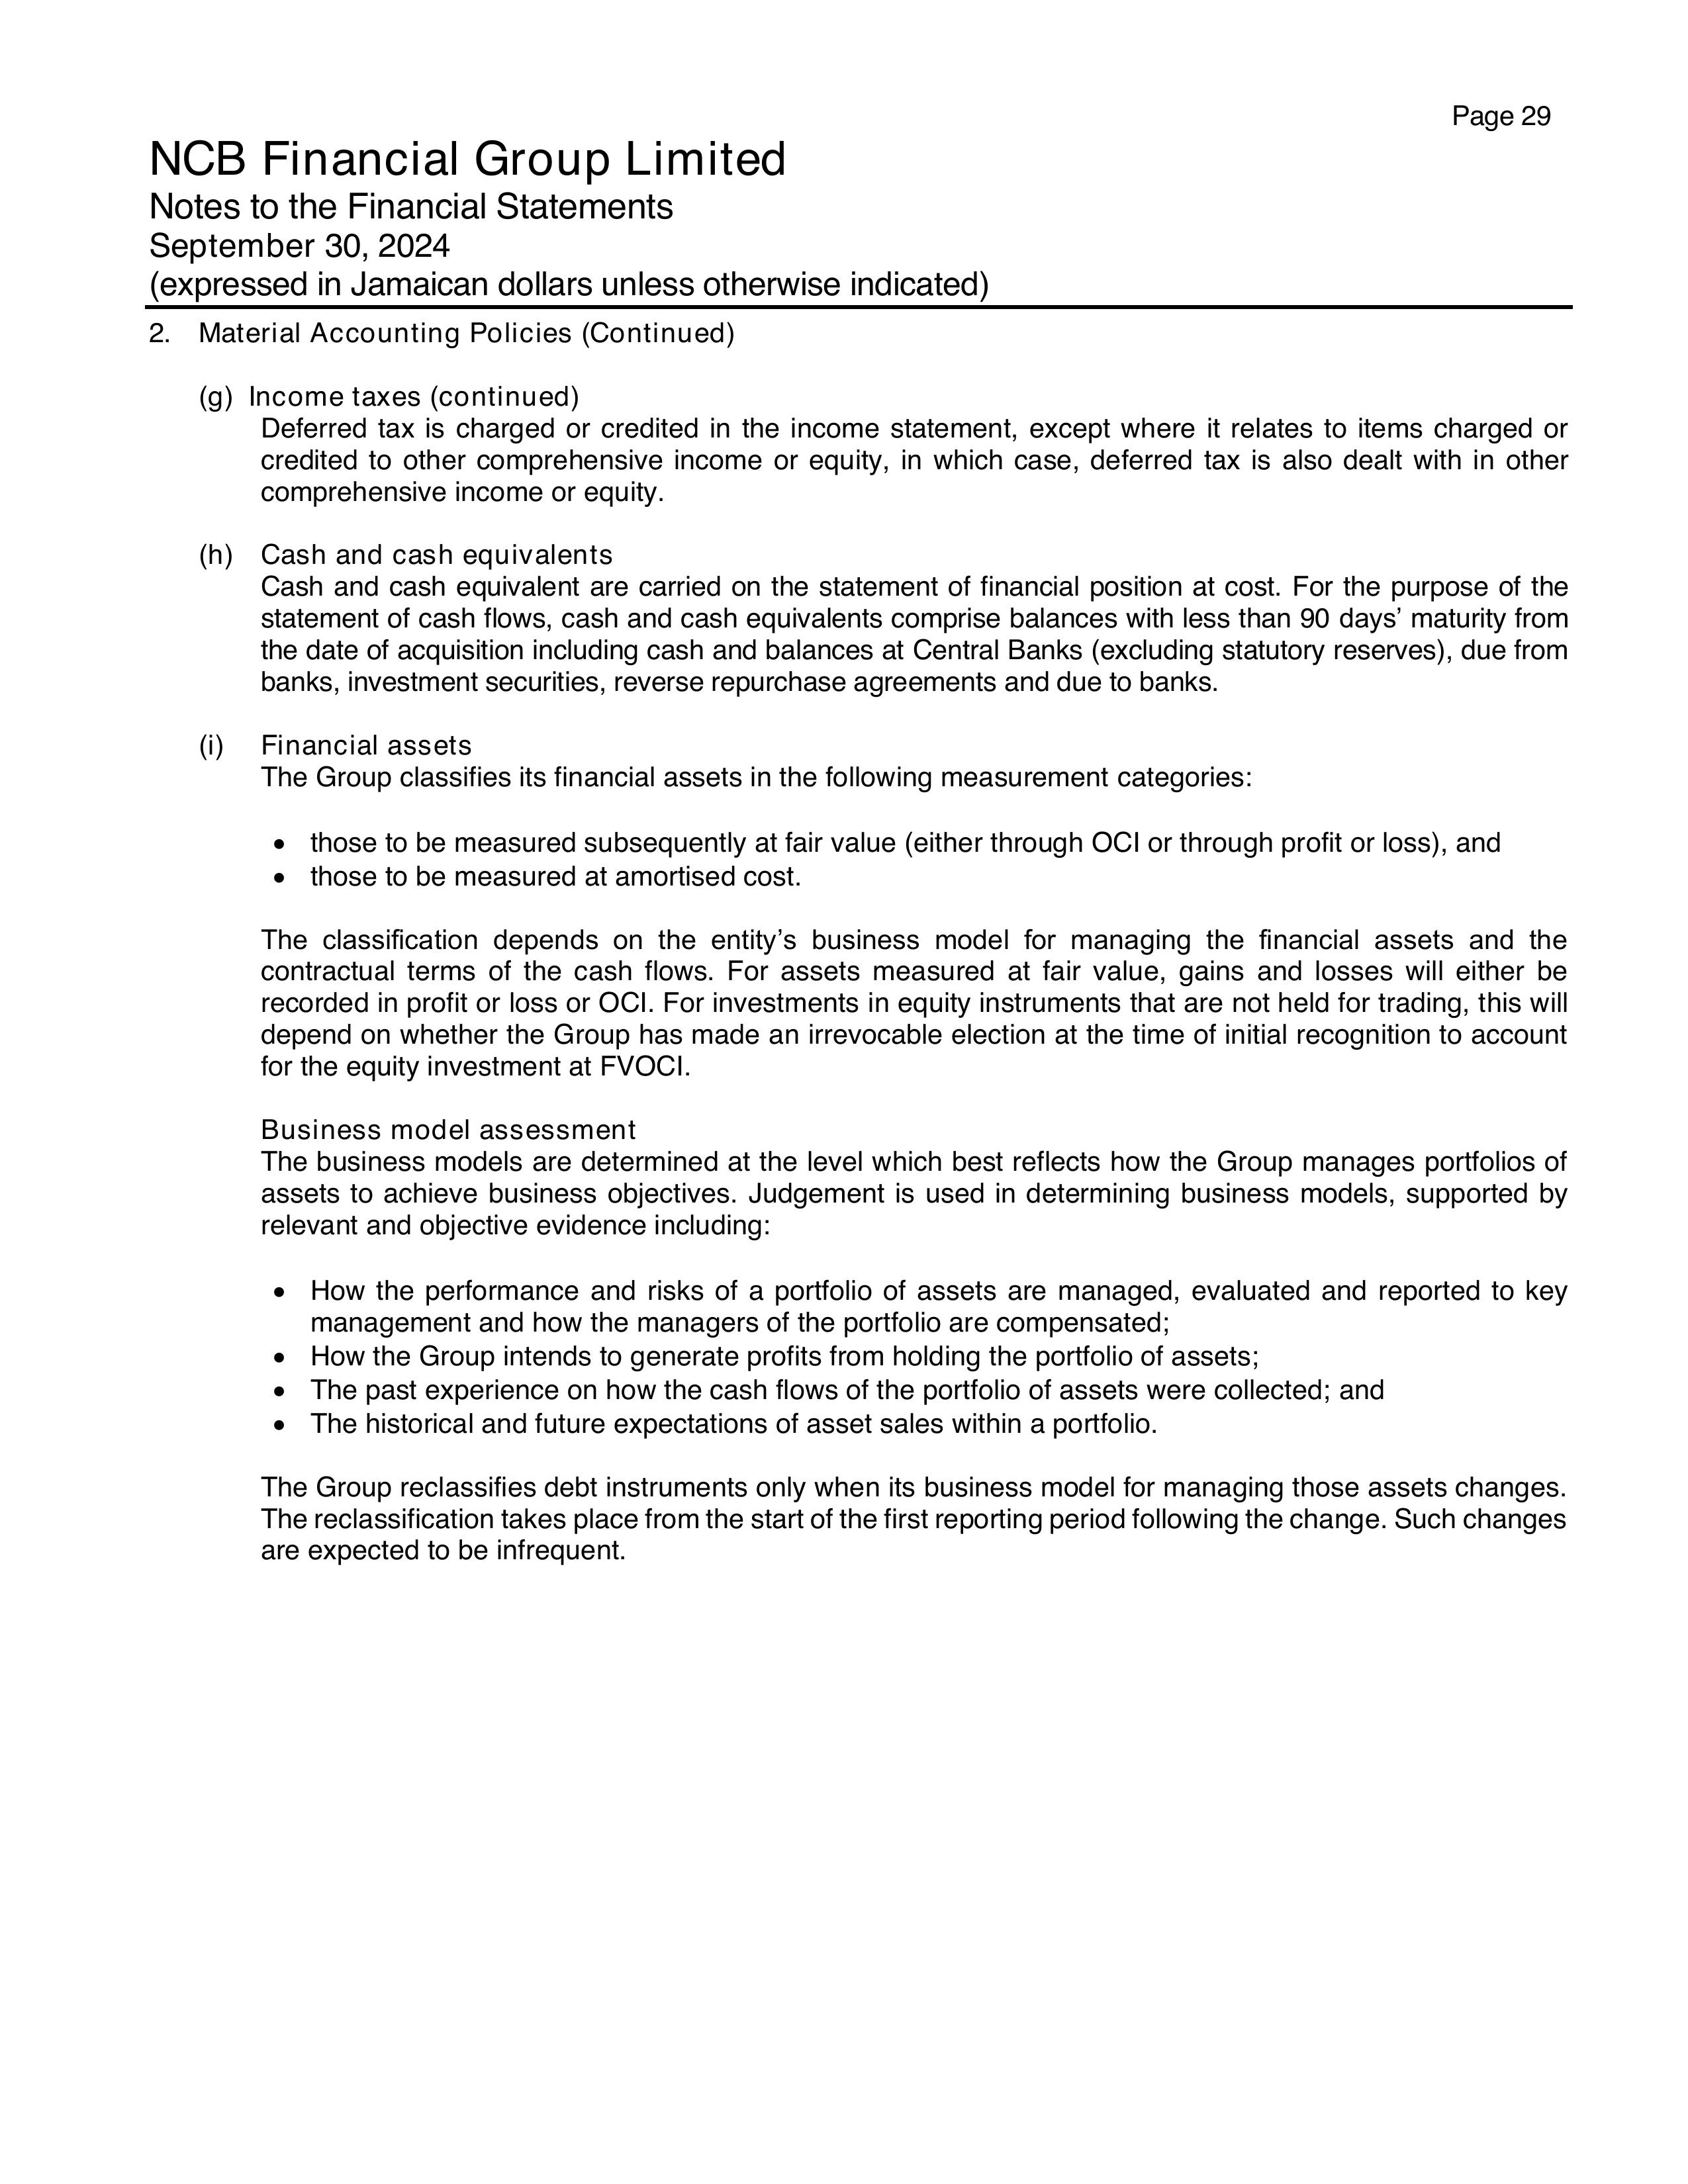 Page 29
NCB Financial Group Limited
Notes to the Financial Statements
September 30, 2024
(expressed in Jamaican dollars unless otherwise indicated)
2. Material Accounting Policies (Continued)
(g) Income taxes (continued)
Deferred tax is charged or credited in the income statement, except where it relates to items charged or
credited to other comprehensive income or equity, in which case, deferred tax is also dealt with in other
comprehensive income or equity.
(h) Cash and cash equivalents
Cash and cash equivalent are carried on the statement of financial position at cost. For the purpose of the
statement of cash flows, cash and cash equivalents comprise balances with less than 90 days’ maturity from
the date of acquisition including cash and balances at Central Banks (excluding statutory reserves), due from
banks, investment securities, reverse repurchase agreements and due to banks.
(i) Financial assets
The Group classifies its financial assets in the following measurement categories:
• those to be measured subsequently at fair value (either through OCI or through profit or loss), and
• those to be measured at amortised cost.
The classification depends on the entity’s business model for managing the financial assets and the
contractual terms of the cash flows. For assets measured at fair value, gains and losses will either be
recorded in profit or loss or OCI. For investments in equity instruments that are not held for trading, this will
depend on whether the Group has made an irrevocable election at the time of initial recognition to account
for the equity investment at FVOCI.
Business model assessment
The business models are determined at the level which best reflects how the Group manages portfolios of
assets to achieve business objectives. Judgement is used in determining business models, supported by
relevant and objective evidence including:
• How the performance and risks of a portfolio of assets are managed, evaluated and reported to key
management and how the managers of the portfolio are compensated;
• How the Group intends to generate profits from holding the portfolio of assets;
• The past experience on how the cash flows of the portfolio of assets were collected; and
• The historical and future expectations of asset sales within a portfolio.
The Group reclassifies debt instruments only when its business model for managing those assets changes.
The reclassification takes place from the start of the first reporting period following the change. Such changes
are expected to be infrequent.